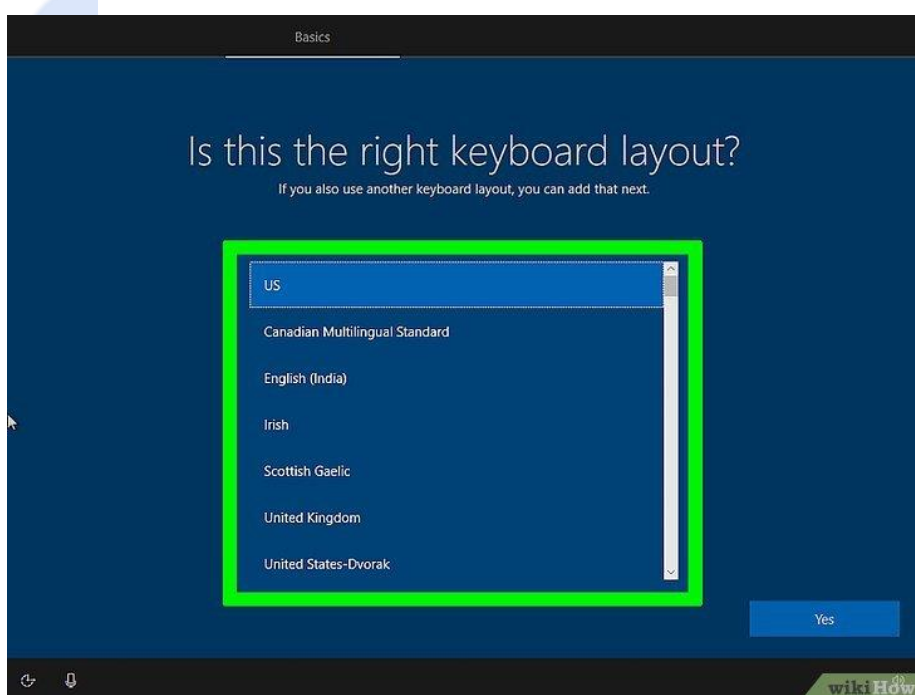 Basics
Is this the right keyboard layout?
If you also use another keyboard layout, you can add that next.
US
Canadian Multilingual Standard
English (India)
Irish
Scottish Gaelic
United Kingdom
United States-Dvorak
Yes
wikiHow